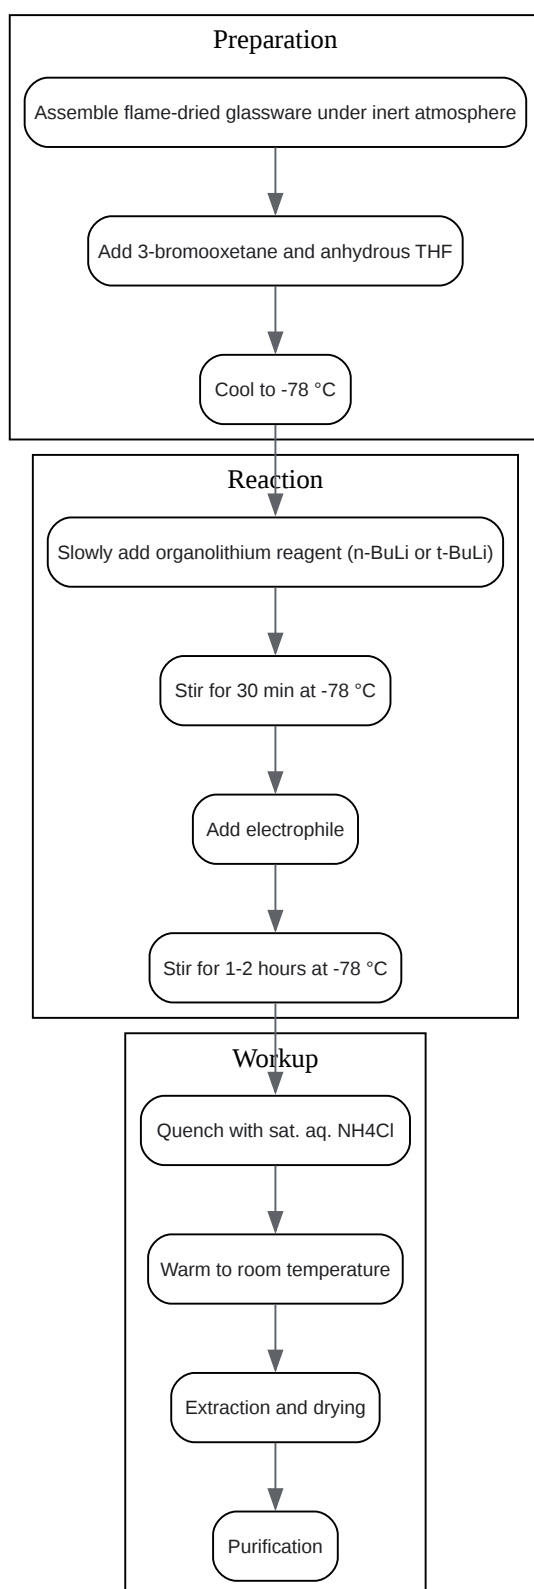 Preparation
Assemble flame-dried glassware under inert atmosphere
Add 3-bromooxetane and anhydrous THF
Cool to -78 °C
Reaction
Slowly add organolithium reagent (n-BuLi or t-BuLi)
Stir for 30 min at -78 °C
Add electrophile
Stir for 1-2 hours at -78 °C
Workup
Quench with sat. aq. NH4Cl
Warm to room temperature
Extraction and drying
Purification